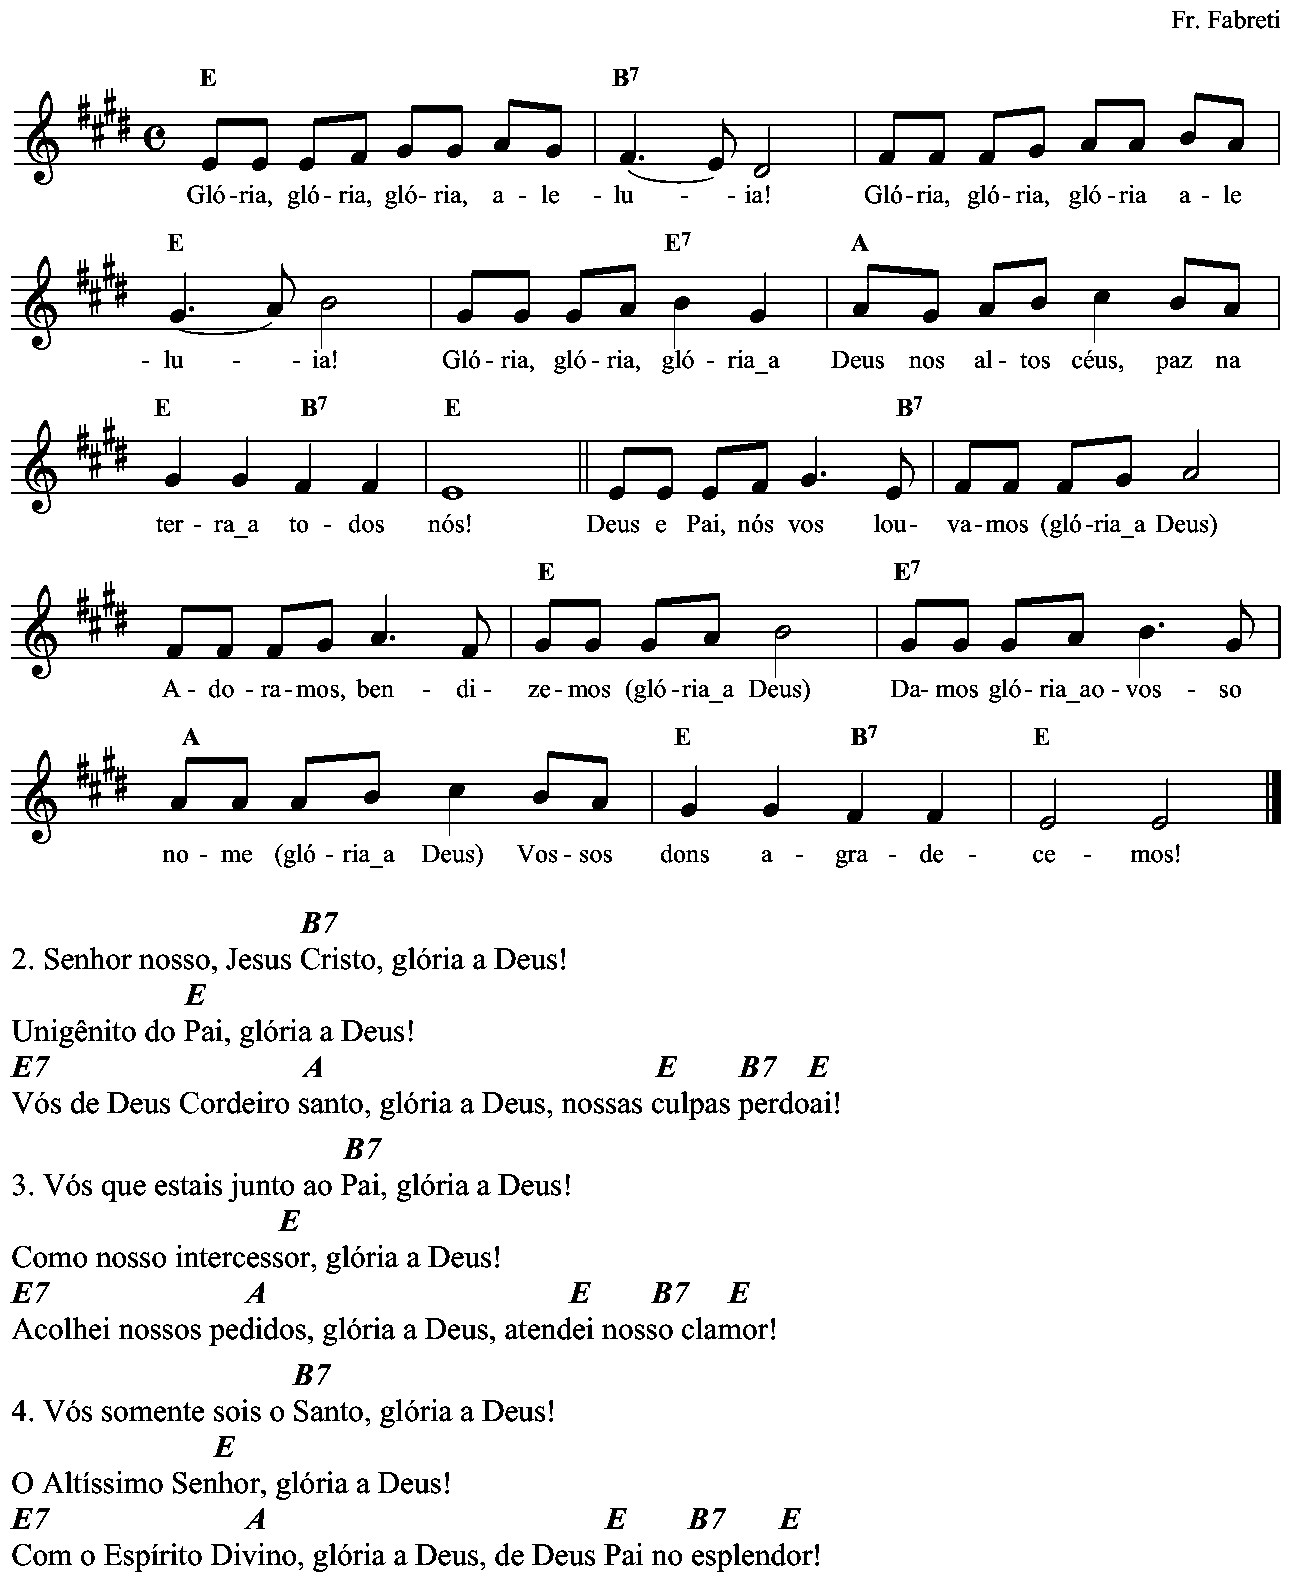 Fr. Fabreti
E B7
Gló-ria, gló-ria, gló-ria, a-le-lu--ia! Gló-ria, gló-ria, gló-ria a-le
E E7 A
-lu--ia! Gló-ria, gló-ria, gló-ria_a Deus nos al-tos céus, paz na
E B7 E B7
ter-ra_a to-dos nós! Deus e Pai, nós vos lou-va-mos (gló-ria_a Deus)
E E7
A-do-ra-mos, ben-di-ze-mos (gló-ria_a Deus) Da-mos gló-ria_ao-vos-so
A E B7 E
no-me (gló-ria_a Deus) Vos-sos dons a-gra-de-ce-mos!
B7
2. Senhor nosso, Jesus Cristo, glória a Deus!
E
Unigênito do Pai, glória a Deus!
E7 A E B7 E
Vós de Deus Cordeiro santo, glória a Deus, nossas culpas perdoai!
B7
3. Vós que estais junto ao Pai, glória a Deus!
E
Como nosso intercessor, glória a Deus!
E7 A E B7 E
Acolhei nossos pedidos, glória a Deus, atendei nosso clamor!
B7
4. Vós somente sois o Santo, glória a Deus!
E
O Altíssimo Senhor, glória a Deus!
E7 A E B7 E
Com o Espírito Divino, glória a Deus, de Deus Pai no esplendor!